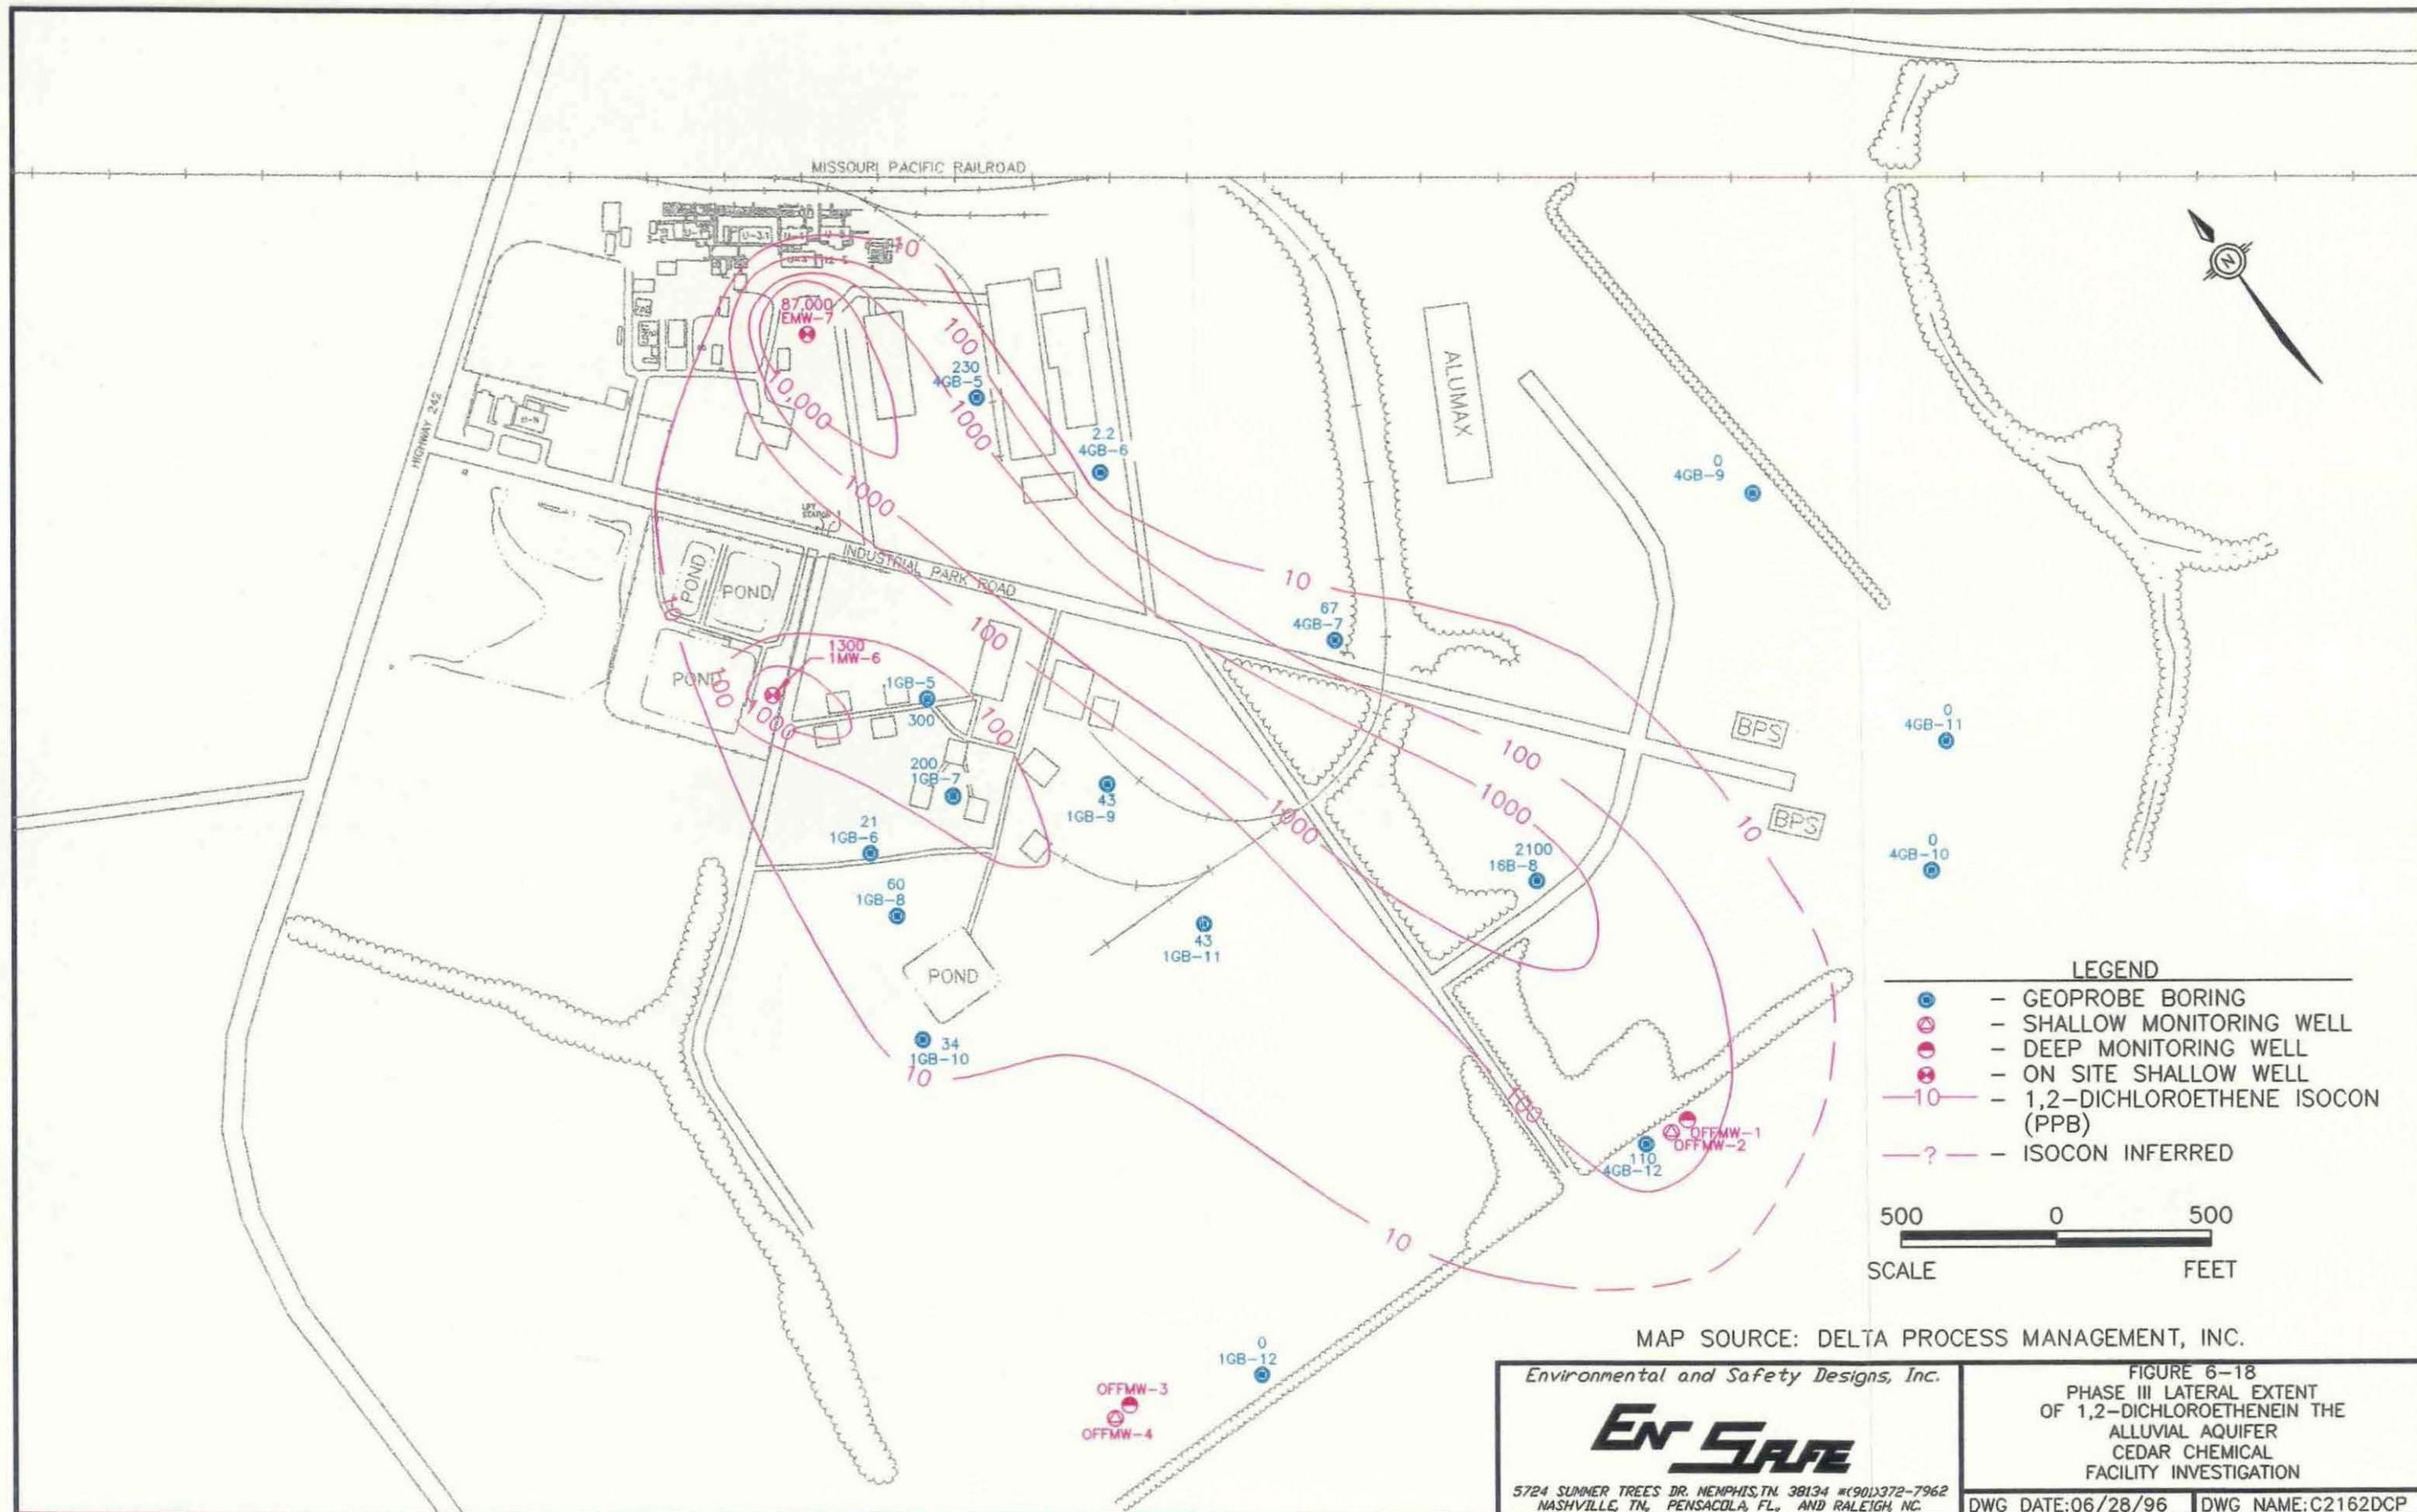 MISSOURI PACIFIC RAILROAD
10
U-3.1
87,000
EMW-7
100
230
4GB-5
10,000
1000
2.2
4GB-6
ALUMAX
0
4GB-9
N
HIGHWAY 242
1000
LIFT
STATION
INDUSTRIAL PARK ROAD
POND
POND
10
10
67
4GB-7
100
1300
1MW-6
POND
100
1000
1GB-5
300
100
200
1GB-7
43
1GB-9
100
1000
BPS
BPS
10
0
4GB-11
0
4GB-10
1000
21
1GB-6
2100
16B-8
60
1GB-8
43
1GB-11
POND
34
1GB-10
10
100
OFFMW-1
OFFMW-2
110
4GB-12
10
0
1GB-12
OFFMW-3
OFFMW-4
LEGEND
– GEOPROBE BORING
– SHALLOW MONITORING WELL
– DEEP MONITORING WELL
– ON SITE SHALLOW WELL
10 – 1,2–DICHLOROETHENE ISOCON
(PPB)
? – ISOCON INFERRED
500 0 500
SCALE FEET
MAP SOURCE: DELTA PROCESS MANAGEMENT, INC.
Environmental and Safety Designs, Inc.
EnSafe
5724 SUMMER TREES DR. MEMPHIS,TN. 38134 #(901)372-7962
NASHVILLE, TN, PENSACOLA, FL, AND RALEIGH, NC.
FIGURE 6–18
PHASE III LATERAL EXTENT
OF 1,2–DICHLOROETHENEIN THE
ALLUVIAL AQUIFER
CEDAR CHEMICAL
FACILITY INVESTIGATION
DWG DATE:06/28/96
DWG NAME:C2162DCP